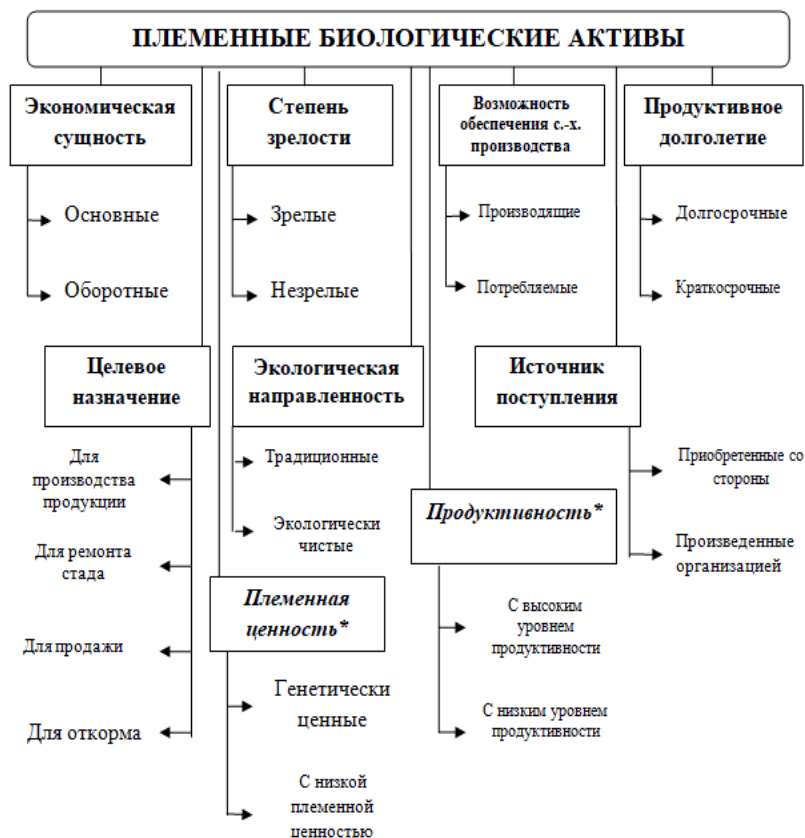 ПЛЕМЕННЫЕ БИОЛОГИЧЕСКИЕ АКТИВЫ
Экономическая
сущность
Основные
Оборотные
Степень
зрелости
Зрелые
Незрелые
Возможность
обеспечения с.-х.
производства
Производящие
Потребляемые
Продуктивное
долголетие
Долгосрочные
Краткосрочные
Целевое
назначение
Для
производства
продукции
Для ремонта
стада
Для продажи
Для откорма
Экологическая
направленность
Традиционные
Экологически
чистые
Источник
поступления
Приобретенные со
стороны
Произведенные
организацией
Племенная
ценность*
Генетически
ценные
С низкой
племенной
ценностью
Продуктивность*
С высоким
уровнем
продуктивности
С низким уровнем
продуктивности